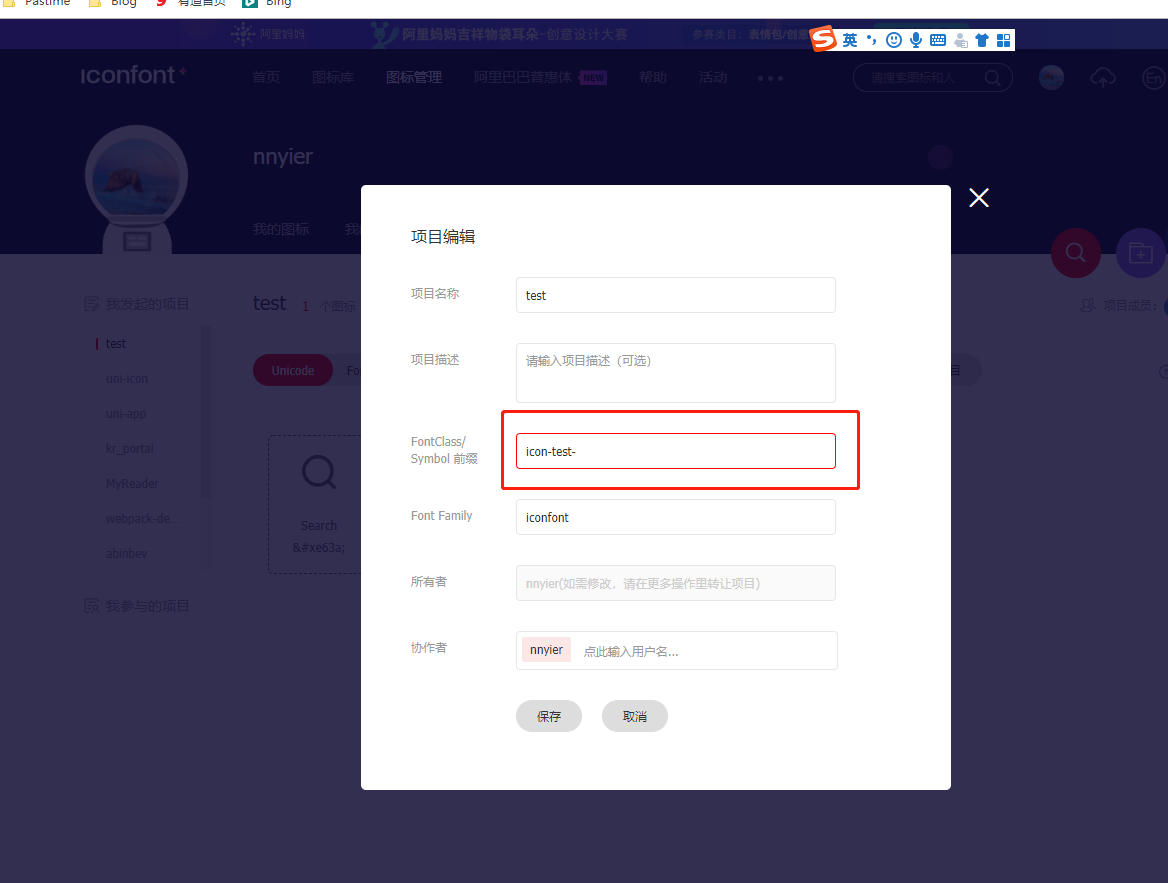 Pastime Blog 有道首页 Bing
阿里妈妈 阿里妈妈吉祥物袋耳朵-创意设计大赛 参赛类目：表情包/创意
英
iconfont 首页 图标库 图标管理 阿里巴巴普惠体 NEW 帮助 活动 请搜索图标和人 En
nnyier
我的图标 我
项目编辑
我发起的项目
test 1 个图标
项目成员：
项目名称 test
test
项目描述 请输入项目描述（可选）
Unicode Fo 目
uni-icon
uni-app
FontClass/
Symbol 前缀
icon-test-
kr_portal
MyReader
webpack-de...
Font Family iconfont
Search
&#xe63a;
abinbev
所有者 nnyier(如需修改，请在更多操作里转让项目)
我参与的项目
协作者 nnyier 点此输入用户名...
保存 取消